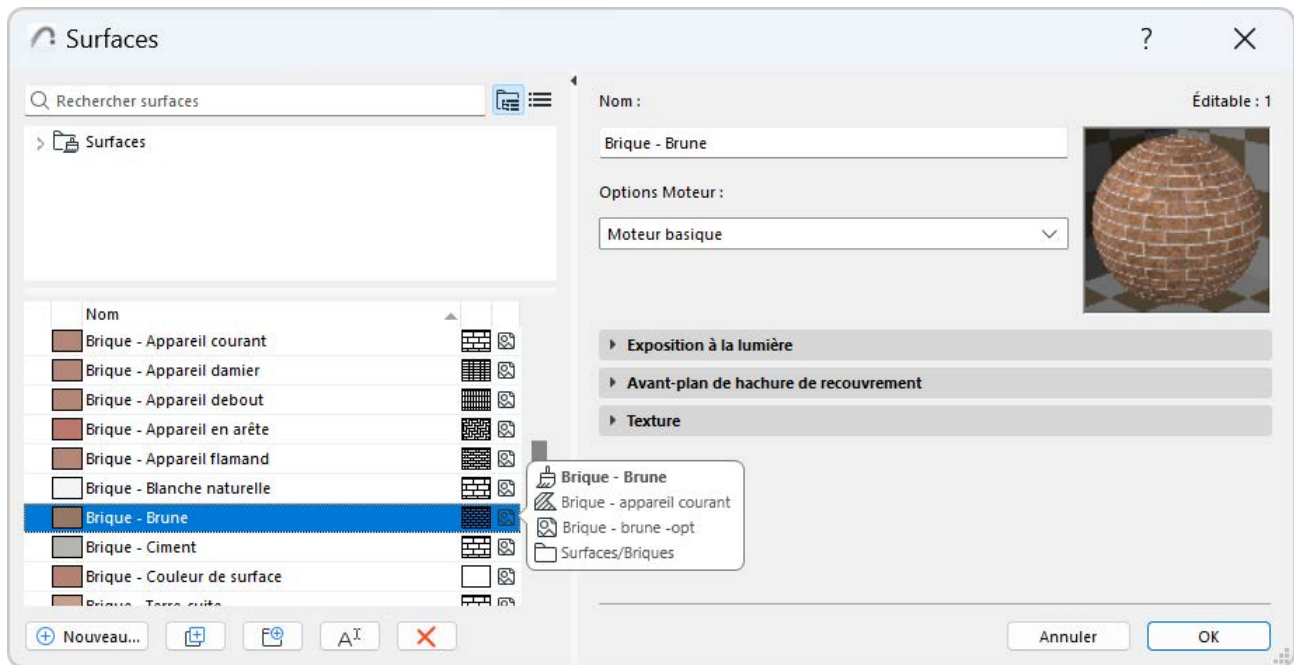 Surfaces
?
Rechercher surfaces
Surfaces
Nom
Brique - Appareil courant
Brique - Appareil damier
Brique - Appareil debout
Brique - Appareil en arête
Brique - Appareil flamand
Brique - Blanche naturelle
Brique - Brune
Brique - Ciment
Brique - Couleur de surface
Brique - Terre cuite
Nouveau...
Nom :
Éditable : 1
Brique - Brune
Options Moteur :
Moteur basique
Exposition à la lumière
Avant-plan de hachure de recouvrement
Texture
Brique - Brune
Brique - appareil courant
Brique - brune -opt
Surfaces/Briques
Annuler
OK